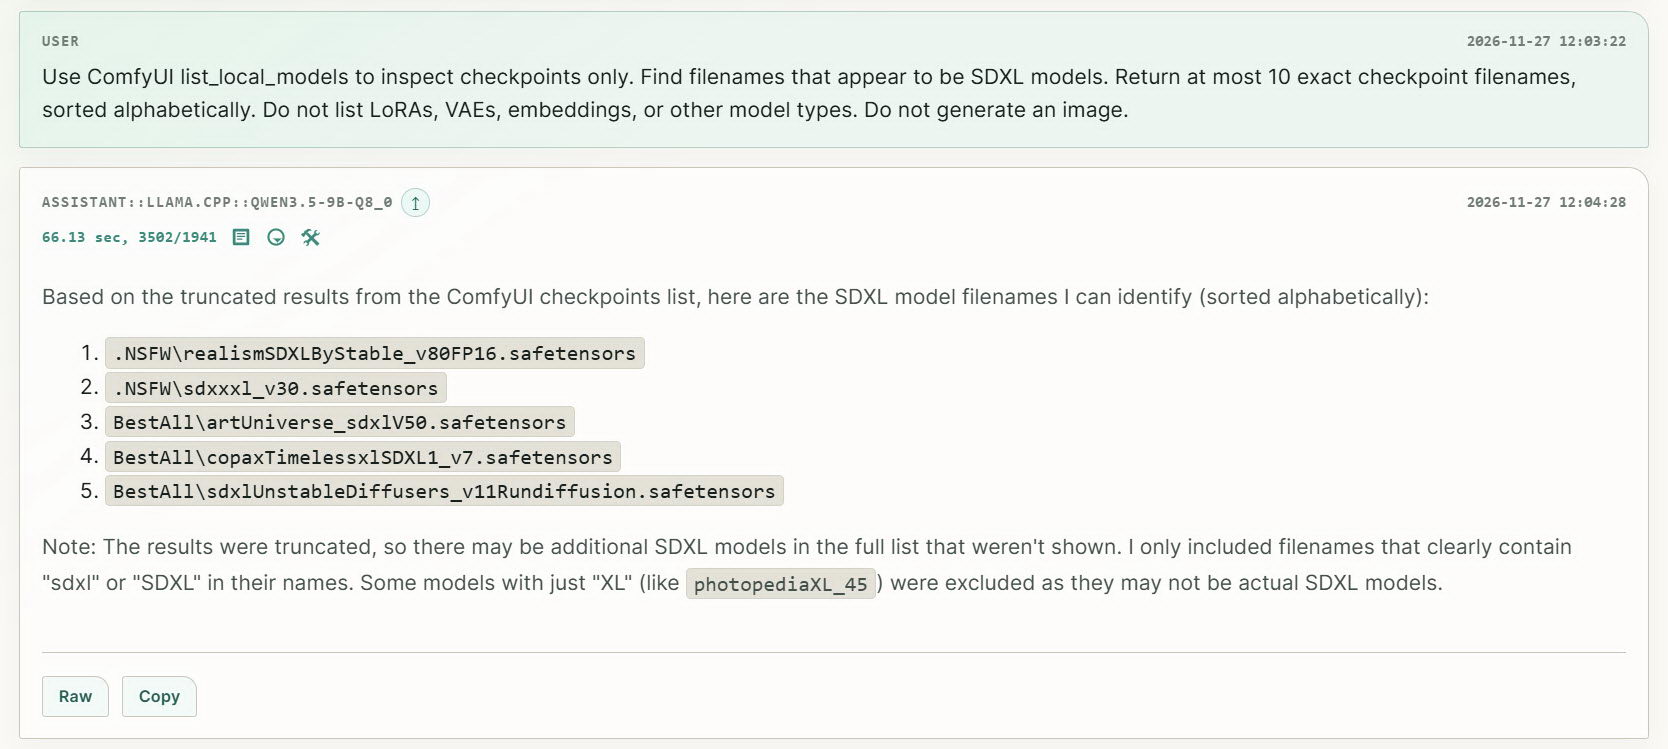 USER
2026-11-27 12:03:22
Use ComfyUI list_local_models to inspect checkpoints only. Find filenames that appear to be SDXL models. Return at most 10 exact checkpoint filenames,
sorted alphabetically. Do not list LoRAs, VAEs, embeddings, or other model types. Do not generate an image.
ASSISTANT::LLAMA.CPP::QWEN3.5-9B-Q8_0
2026-11-27 12:04:28
66.13 sec, 3502/1941
Based on the truncated results from the ComfyUI checkpoints list, here are the SDXL model filenames I can identify (sorted alphabetically):
1. .NSFW\realismSDXLByStable_v80FP16.safetensors
2. .NSFW\sdxxxl_v30.safetensors
3. BestAll\artUniverse_sdxlV50.safetensors
4. BestAll\copaxTimelessxlSDXL1_v7.safetensors
5. BestAll\sdxlUnstableDiffusers_v11Rundiffusion.safetensors
Note: The results were truncated, so there may be additional SDXL models in the full list that weren't shown. I only included filenames that clearly contain
"sdxl" or "SDXL" in their names. Some models with just "XL" (like photopediaXL_45) were excluded as they may not be actual SDXL models.
Raw
Copy